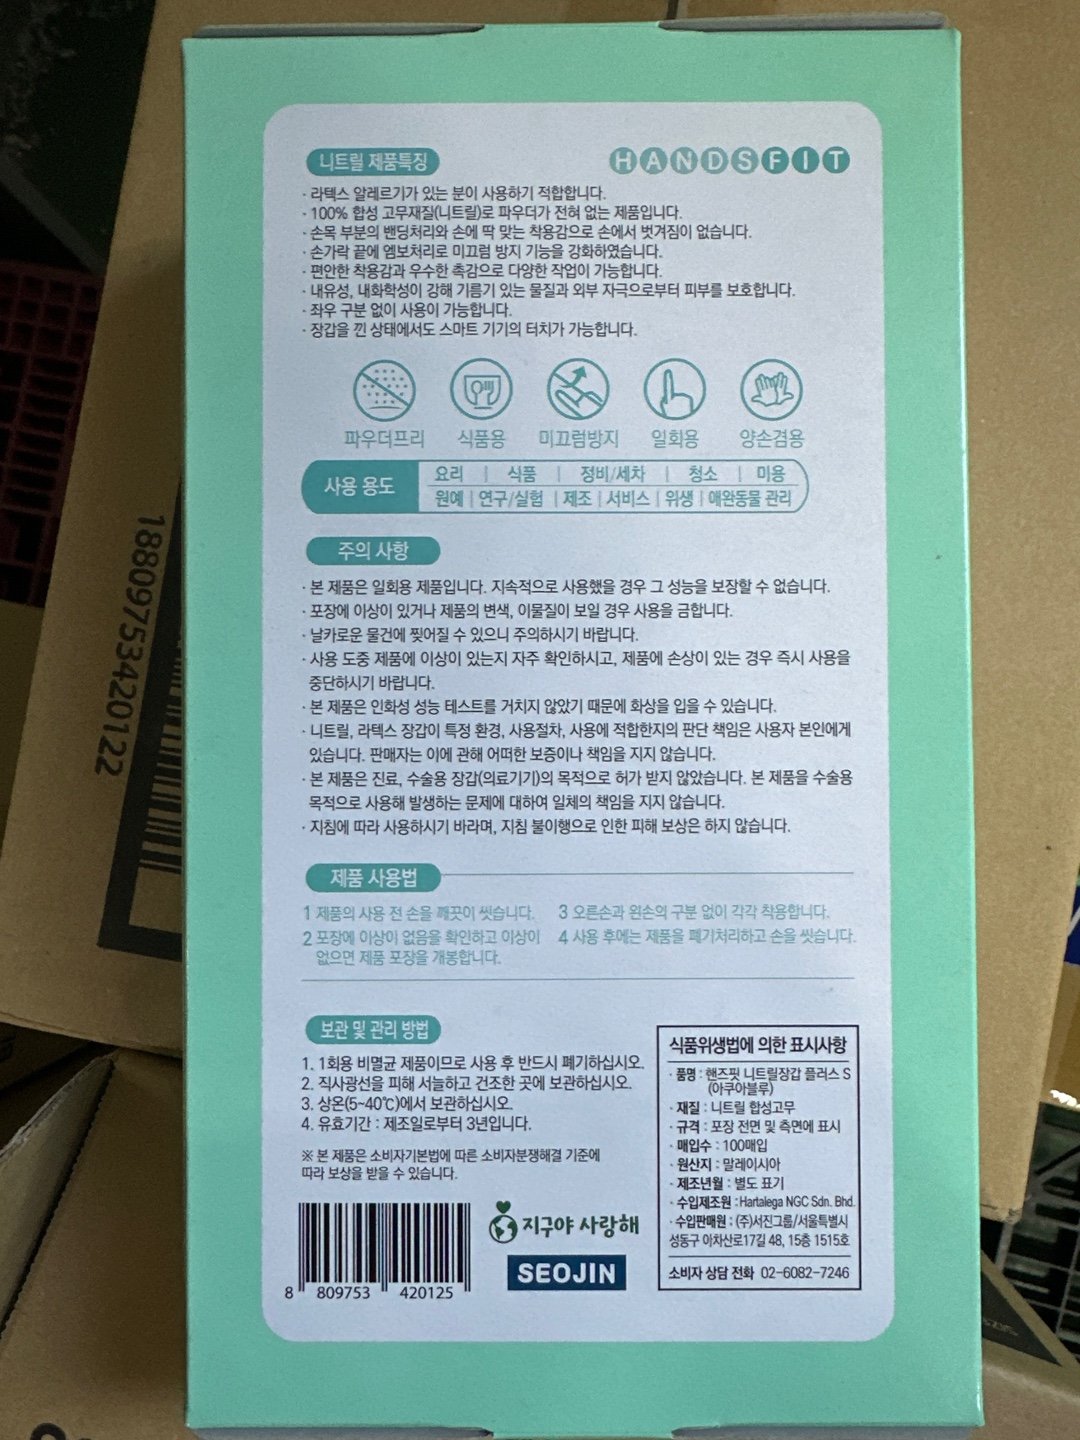 니트릴 제품특징
HANDSFIT
· 라텍스 알레르기가 있는 분이 사용하기 적합합니다.
· 100% 합성 고무재질(니트릴)로 파우더가 전혀 없는 제품입니다.
· 손목 부분의 밴딩처리와 손에 딱 맞는 착용감으로 손에서 벗겨짐이 없습니다.
· 손가락 끝에 엠보처리로 미끄럼 방지 기능을 강화하였습니다.
· 편안한 착용감과 우수한 촉감으로 다양한 작업이 가능합니다.
· 내유성, 내화학성이 강해 기름기 있는 물질과 외부 자극으로부터 피부를 보호합니다.
· 좌우 구분 없이 사용이 가능합니다.
· 장갑을 낀 상태에서도 스마트 기기의 터치가 가능합니다.
파우더프리 식품용 미끄럼방지 일회용 양손겸용
사용 용도
요리 | 식품 | 정비/세차 | 청소 | 미용
원예 | 연구/실험 | 제조 | 서비스 | 위생 | 애완동물 관리
주의 사항
· 본 제품은 일회용 제품입니다. 지속적으로 사용했을 경우 그 성능을 보장할 수 없습니다.
· 포장에 이상이 있거나 제품의 변색, 이물질이 보일 경우 사용을 금합니다.
· 날카로운 물건에 찢어질 수 있으니 주의하시기 바랍니다.
· 사용 도중 제품에 이상이 있는지 자주 확인하시고, 제품에 손상이 있는 경우 즉시 사용을
중단하시기 바랍니다.
· 본 제품은 인화성 성능 테스트를 거치지 않았기 때문에 화상을 입을 수 있습니다.
· 니트릴, 라텍스 장갑이 특정 환경, 사용절차, 사용에 적합한지의 판단 책임은 사용자 본인에게
있습니다. 판매자는 이에 관해 어떠한 보증이나 책임을 지지 않습니다.
· 본 제품은 진료, 수술용 장갑(의료기기)의 목적으로 허가 받지 않았습니다. 본 제품을 수술용
목적으로 사용해 발생하는 문제에 대하여 일체의 책임을 지지 않습니다.
· 지침에 따라 사용하시기 바라며, 지침 불이행으로 인한 피해 보상은 하지 않습니다.
제품 사용법
1 제품의 사용 전 손을 깨끗이 씻습니다.
2 포장에 이상이 없음을 확인하고 이상이
없으면 제품 포장을 개봉합니다.
3 오른손과 왼손의 구분 없이 각각 착용합니다.
4 사용 후에는 제품을 폐기처리하고 손을 씻습니다.
보관 및 관리 방법
1. 1회용 비멸균 제품이므로 사용 후 반드시 폐기하십시오.
2. 직사광선을 피해 서늘하고 건조한 곳에 보관하십시오.
3. 상온(5~40℃)에서 보관하십시오.
4. 유효기간 : 제조일로부터 3년입니다.
※ 본 제품은 소비자기본법에 따른 소비자분쟁해결 기준에
따라 보상을 받을 수 있습니다.
8 809753 420125
지구야 사랑해
SEOJIN
식품위생법에 의한 표시사항
· 품명 : 핸즈핏 니트릴장갑 플러스 S
(아쿠아블루)
· 재질 : 니트릴 합성고무
· 규격 : 포장 전면 및 측면에 표시
· 매입수 : 100매입
· 원산지 : 말레이시아
· 제조년월 : 별도 표기
· 수입제조원 : Hartalega NGC Sdn. Bhd.
· 수입판매원 : (주)서진그룹/서울특별시
성동구 아차산로17길 48, 15층 1515호
소비자 상담 전화 02-6082-7246
18809753420122